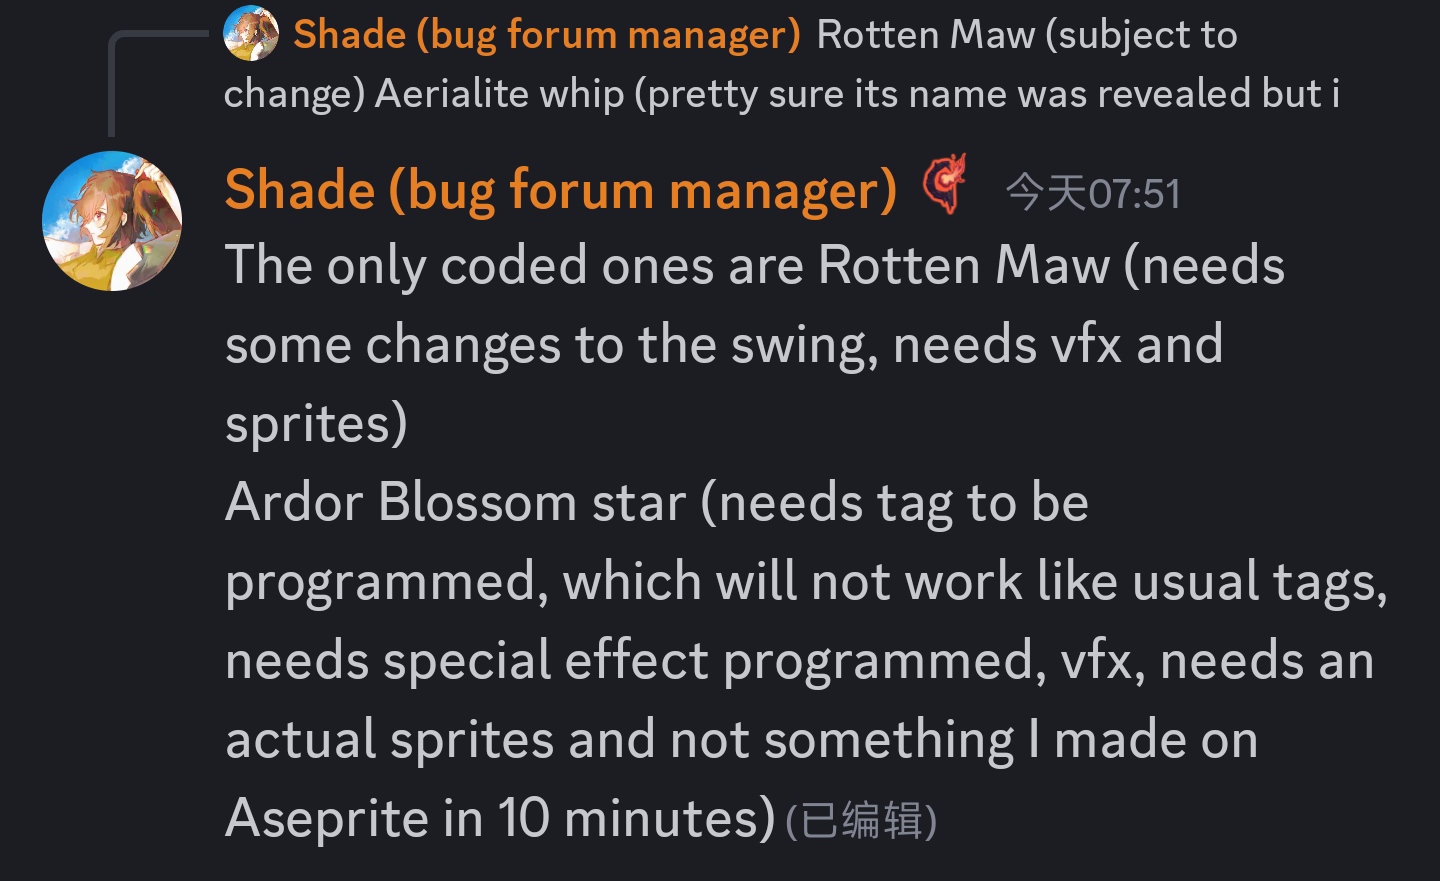 Shade (bug forum manager) Rotten Maw (subject to
change) Aerialite whip (pretty sure its name was revealed but i
Shade (bug forum manager) 今天07:51
The only coded ones are Rotten Maw (needs
some changes to the swing, needs vfx and
sprites)
Ardor Blossom star (needs tag to be
programmed, which will not work like usual tags,
needs special effect programmed, vfx, needs an
actual sprites and not something I made on
Aseprite in 10 minutes) (已编辑)